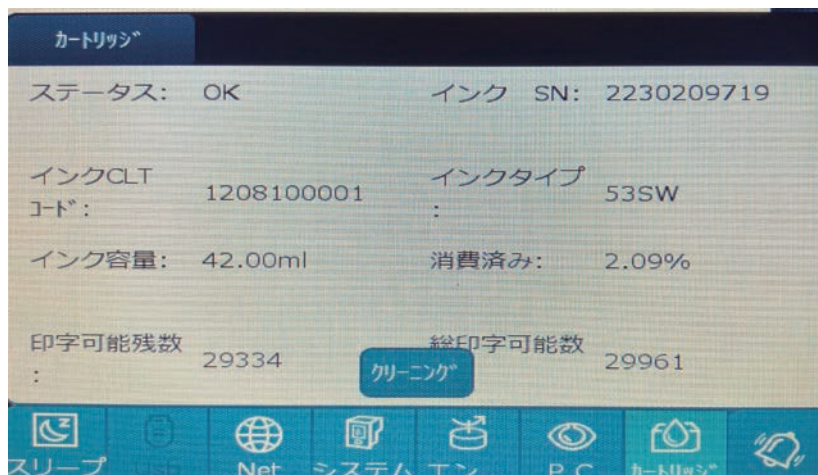 カートリッジ
ステータス: OK インク SN: 2230209719
インクCLT
コード: 1208100001 インクタイプ
: 53SW
インク容量: 42.00ml 消費済み: 2.09%
印字可能残数
: 29334 総印字可能数
29961
クリーニング
スリープ Usb Net システム エン P C カートリッジ